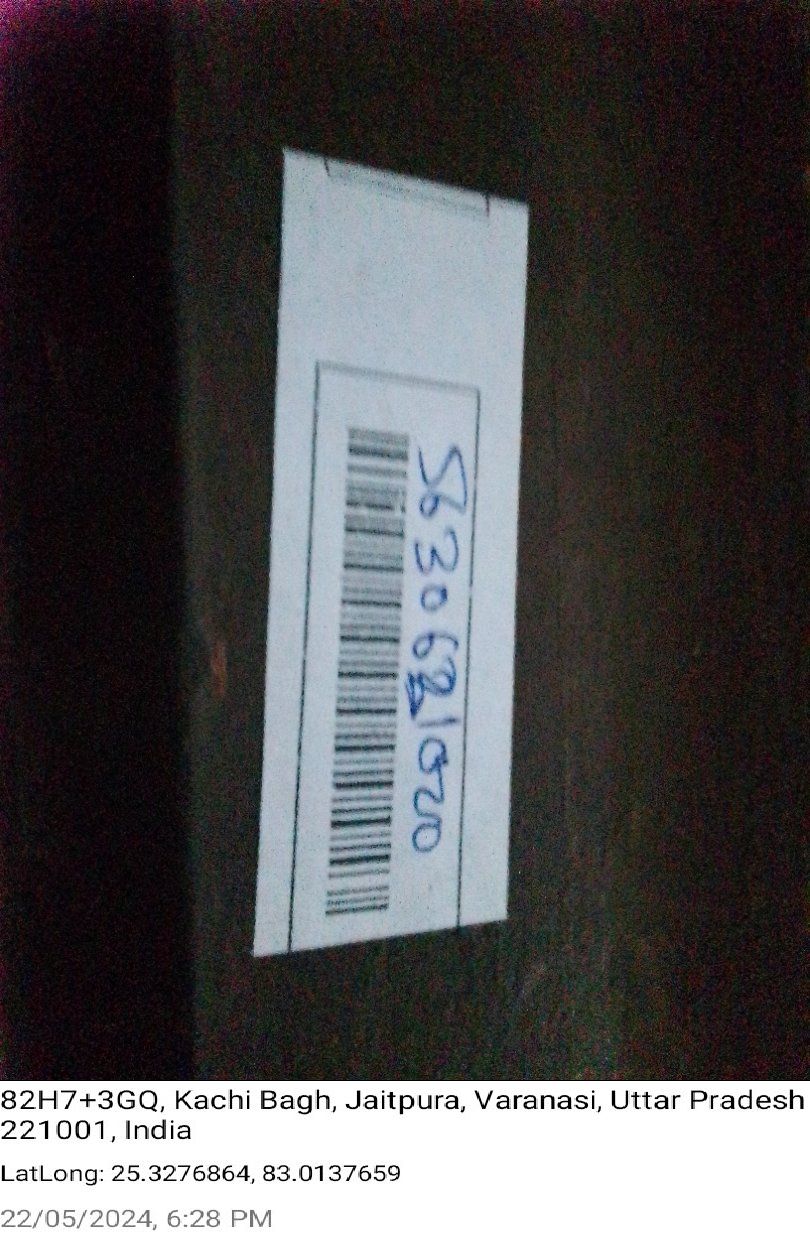 82H7+3GQ, Kachi Bagh, Jaitpura, Varanasi, Uttar Pradesh
221001, India
LatLong: 25.3276864, 83.0137659
22/05/2024, 6:28 PM